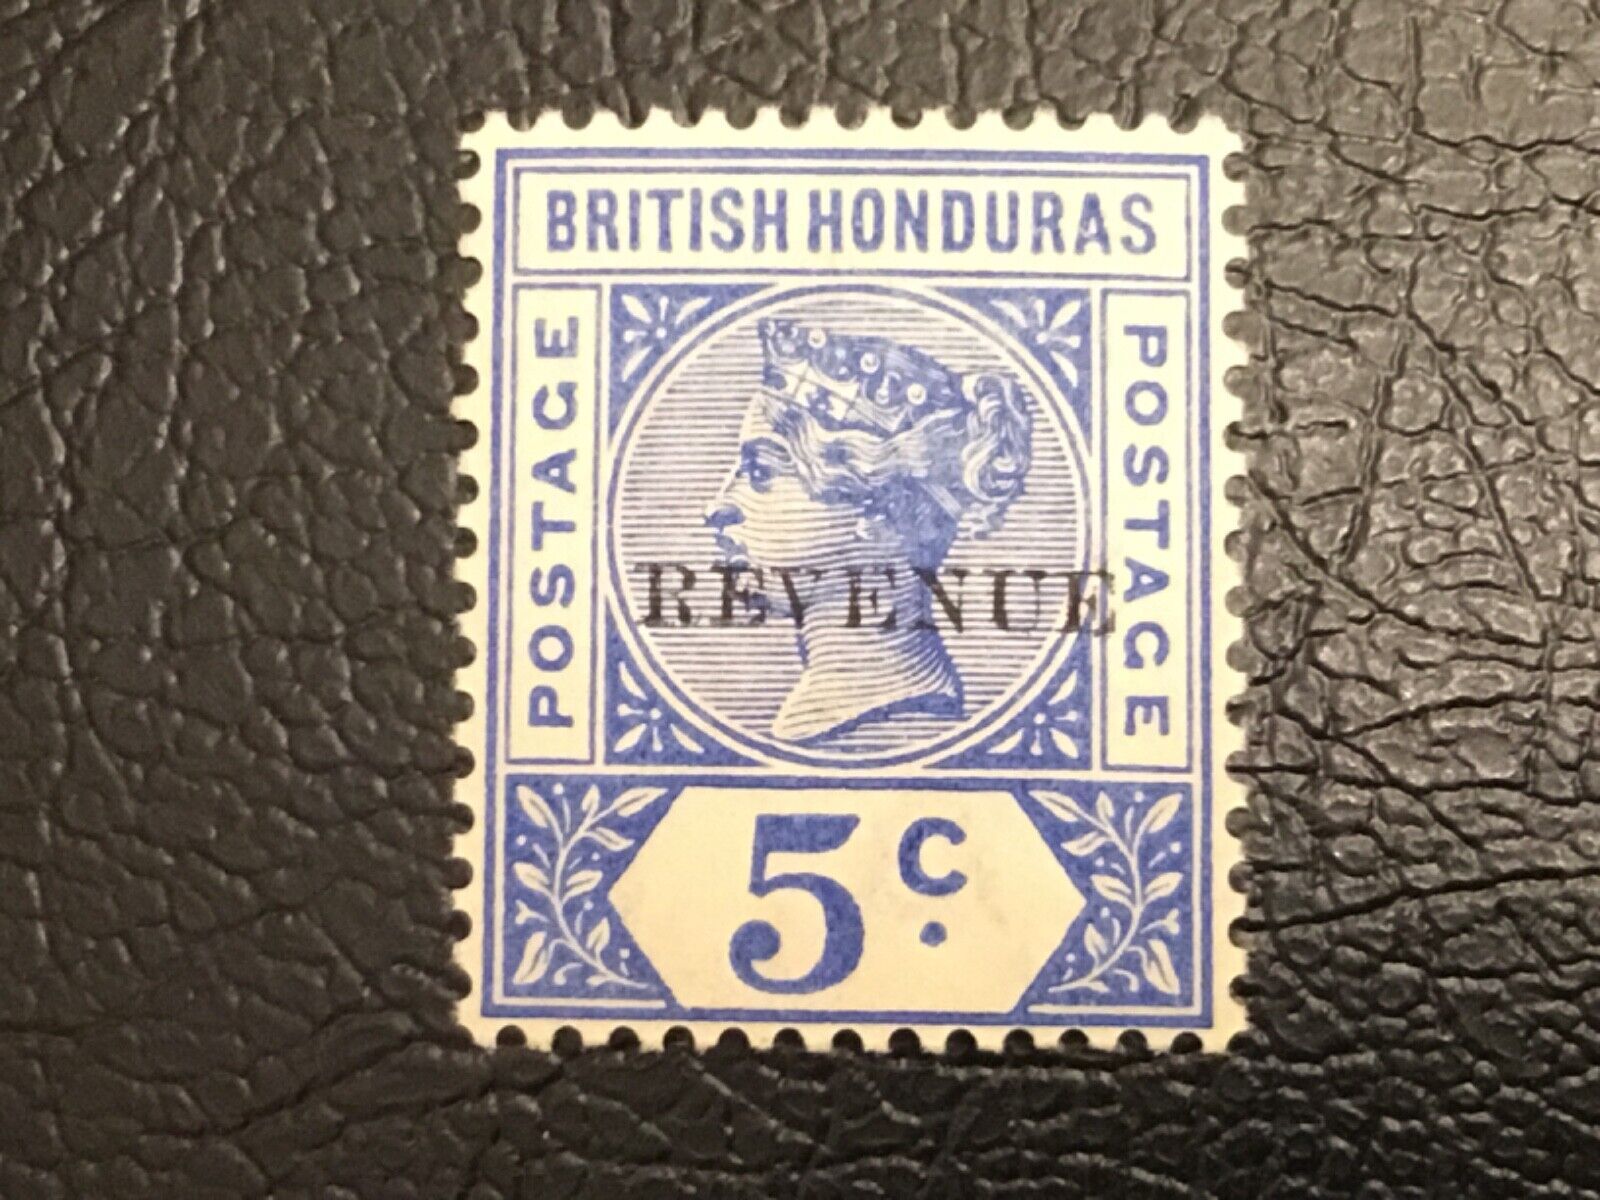 BRITISH HONDURAS
POSTAGE
POSTAGE
REVENUE
5c.